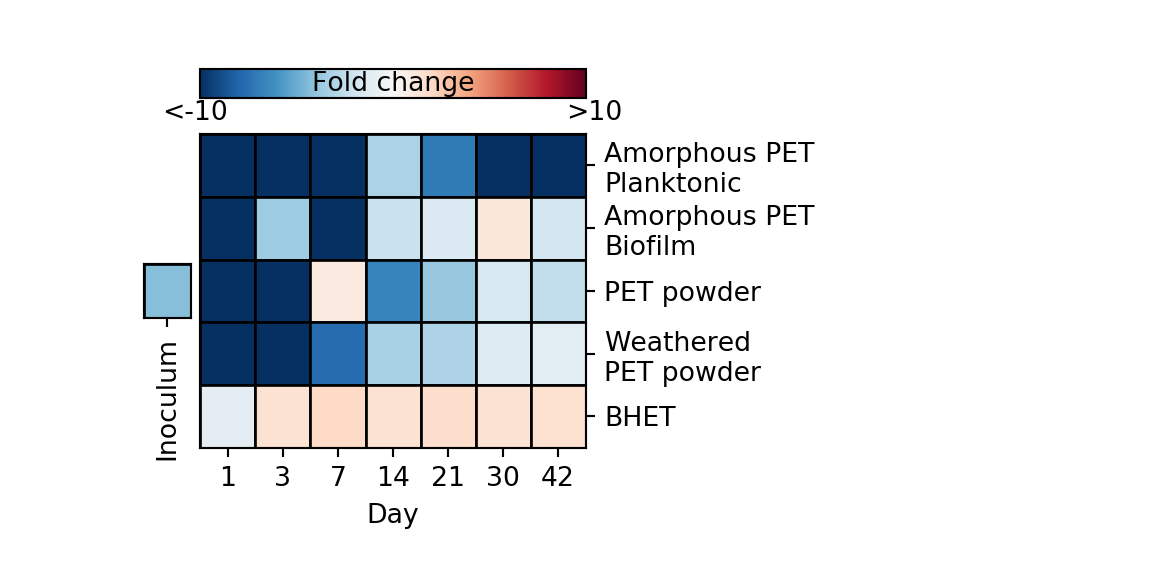 Fold change
<-10
>10
Amorphous PET
Planktonic
Amorphous PET
Biofilm
PET powder
Weathered
PET powder
BHET
Inoculum
1 3 7 14 21 30 42
Day